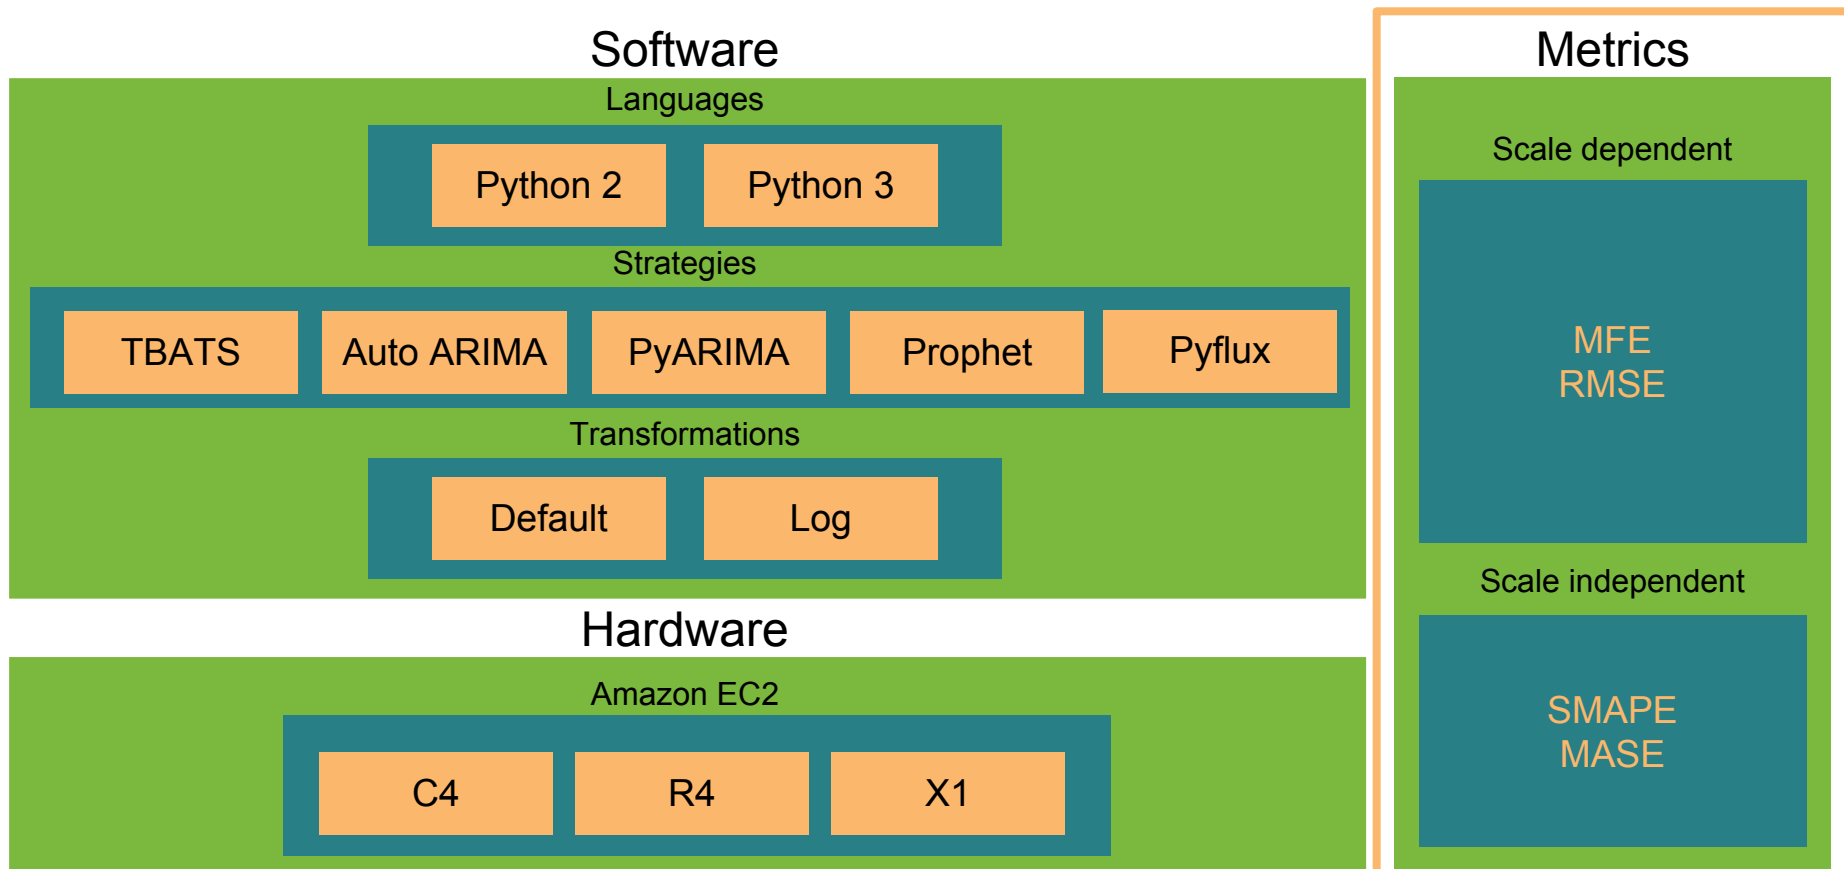 Software
Languages
Python 2
Python 3
Strategies
TBATS
Auto ARIMA
PyARIMA
Prophet
Pyflux
Transformations
Default
Log
Hardware
Amazon EC2
C4
R4
X1
Metrics
Scale dependent
MFE
RMSE
Scale independent
SMAPE
MASE